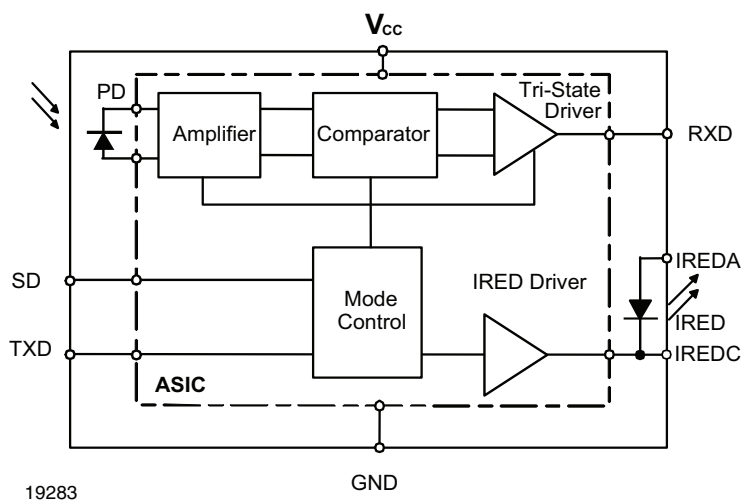 Vcc
PD
Tri-State
Driver
Amplifier
Comparator
RXD
SD
Mode
Control
IRED Driver
IREDA
IRED
IREDC
TXD
ASIC
GND
19283